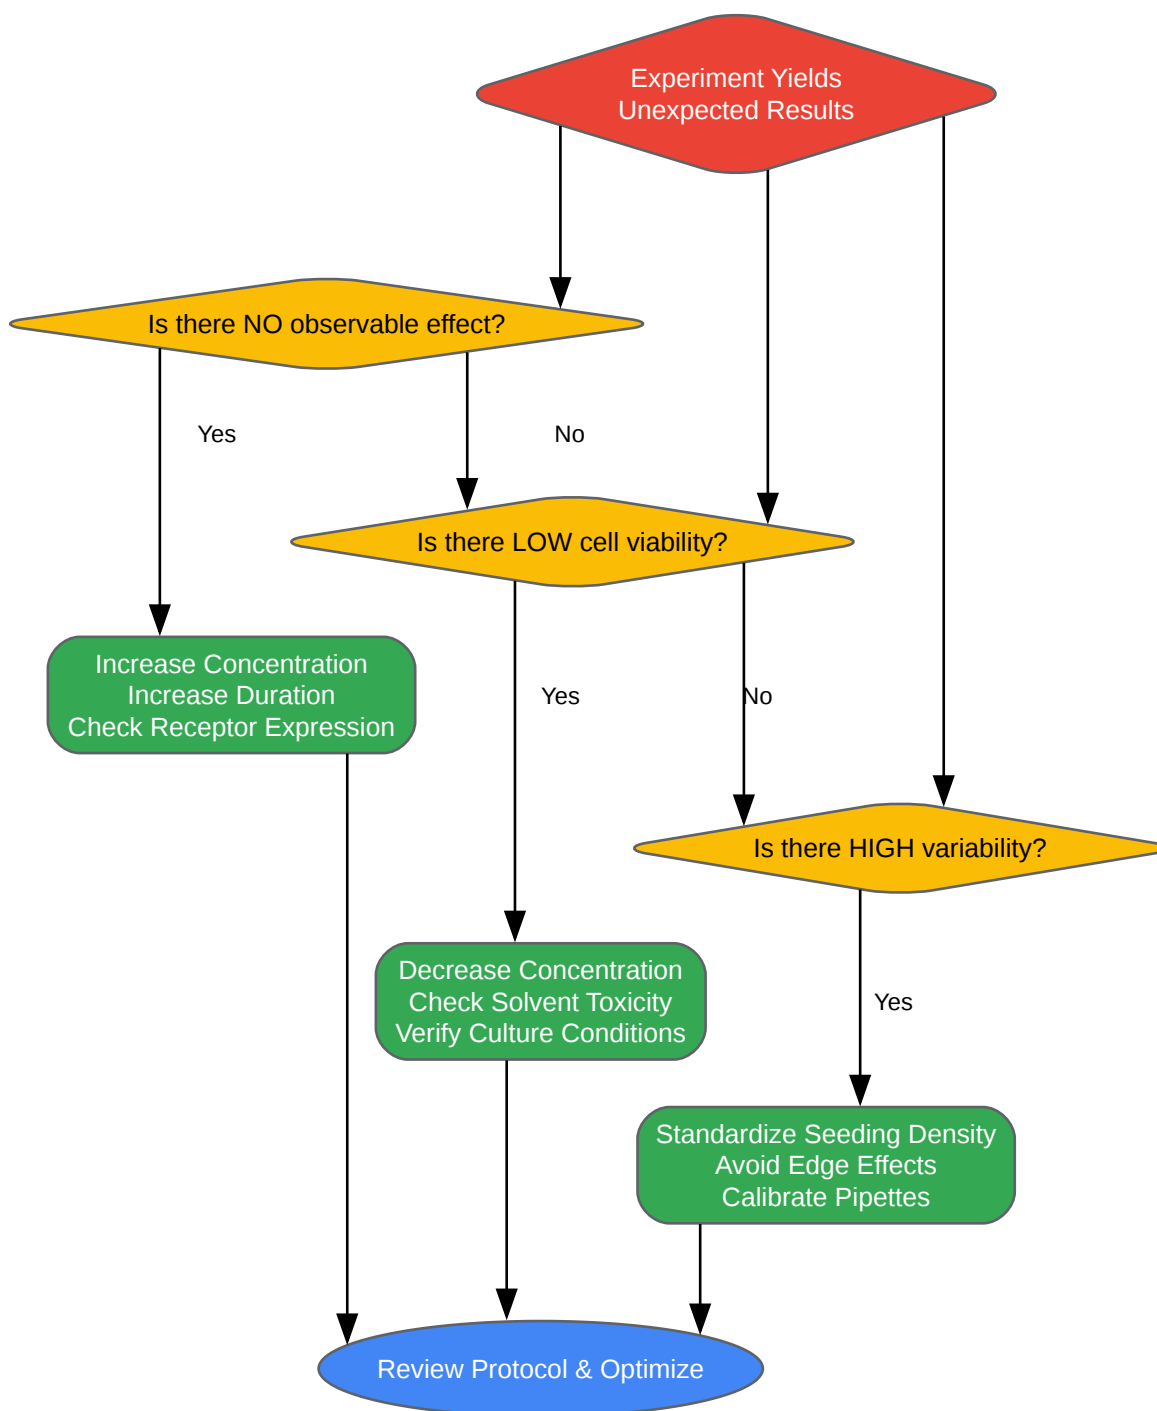 Experiment Yields
Unexpected Results
Is there NO observable effect?
Yes
No
Is there LOW cell viability?
Increase Concentration
Increase Duration
Check Receptor Expression
Yes
No
Is there HIGH variability?
Decrease Concentration
Check Solvent Toxicity
Verify Culture Conditions
Yes
Standardize Seeding Density
Avoid Edge Effects
Calibrate Pipettes
Review Protocol & Optimize